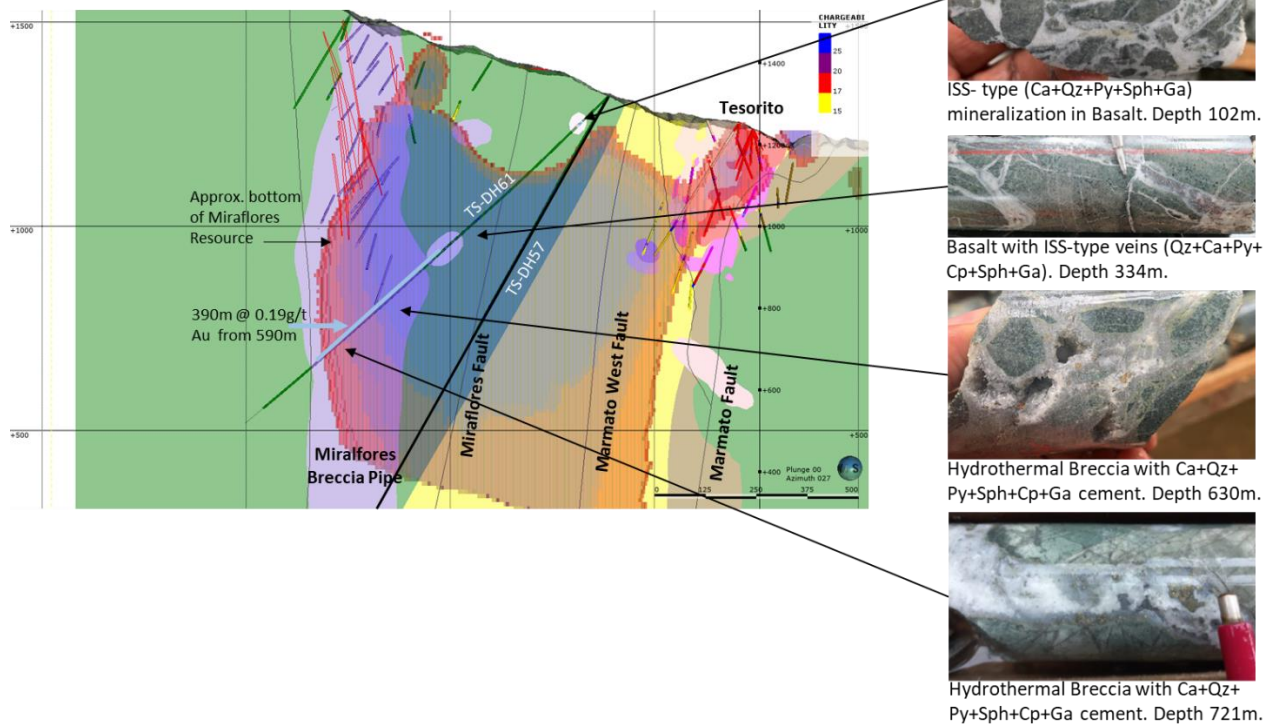 +1500
CHARGEABI
LITY
25
20
17
15
+1400
Tesorito
+1200
Approx. bottom
of Miraflores
Resource
TS-DH61
+1000
+1000
TS-DH57
390m @ 0.19g/t
Au from 590m
+800
Miraflores Fault
Marmato West Fault
Marmato Fault
+600
+500
+500
Miralfores
Breccia Pipe
+400
Plunge 00
Azimuth 027
S
0 125 250 375 500
ISS- type (Ca+Qz+Py+Sph+Ga)
mineralization in Basalt. Depth 102m.
Basalt with ISS-type veins (Qz+Ca+Py+
Cp+Sph+Ga). Depth 334m.
Hydrothermal Breccia with Ca+Qz+
Py+Sph+Cp+Ga cement. Depth 630m.
Hydrothermal Breccia with Ca+Qz+
Py+Sph+Cp+Ga cement. Depth 721m.